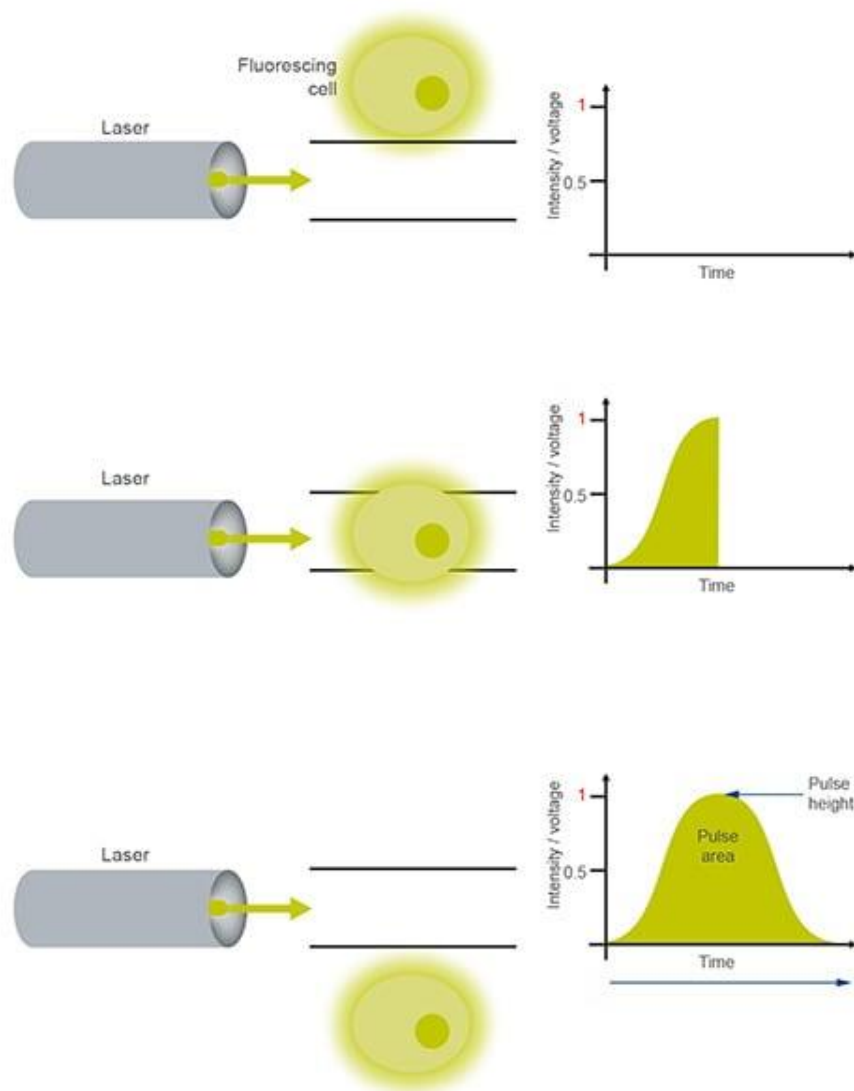 Fluorescing
cell
Laser
Intensity / voltage
1
0.5
Time
Laser
Intensity / voltage
1
0.5
Time
Laser
Intensity / voltage
1
0.5
Pulse
height
Pulse
area
Time